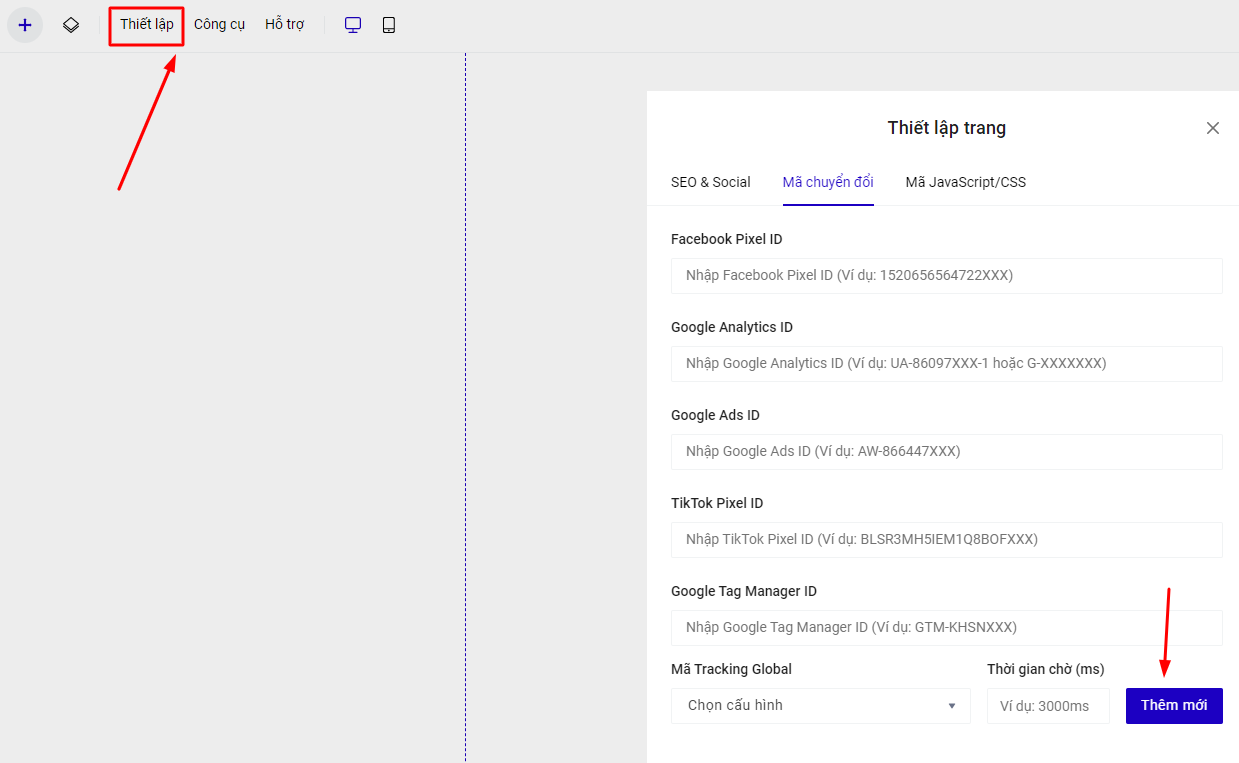 Thiết lập Công cụ Hỗ trợ
Thiết lập trang
SEO & Social Mã chuyển đổi Mã JavaScript/CSS
Facebook Pixel ID
Nhập Facebook Pixel ID (Ví dụ: 1520656564722XXX)
Google Analytics ID
Nhập Google Analytics ID (Ví dụ: UA-86097XXX-1 hoặc G-XXXXXXX)
Google Ads ID
Nhập Google Ads ID (Ví dụ: AW-866447XXX)
TikTok Pixel ID
Nhập TikTok Pixel ID (Ví dụ: BLSR3MH5IEM1Q8BOFXXX)
Google Tag Manager ID
Nhập Google Tag Manager ID (Ví dụ: GTM-KHSNXXX)
Mã Tracking Global Thời gian chờ (ms)
Chọn cấu hình Ví dụ: 3000ms Thêm mới